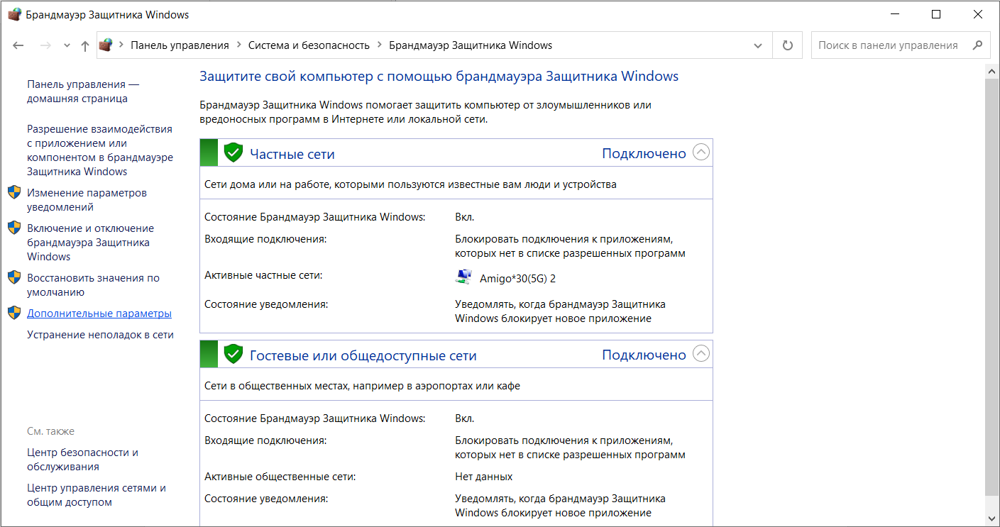 Брандмауэр Защитника Windows
Панель управления
Система и безопасность
Брандмауэр Защитника Windows
Поиск в панели управления
Панель управления —
домашняя страница
Разрешение взаимодействия
с приложением или
компонентом в брандмауэре
Защитника Windows
Изменение параметров
уведомлений
Включение и отключение
брандмауэра Защитника
Windows
Восстановить значения по
умолчанию
Дополнительные параметры
Устранение неполадок в сети
См. также
Центр безопасности и
обслуживания
Центр управления сетями и
общим доступом
Защитите свой компьютер с помощью брандмауэра Защитника Windows
Брандмауэр Защитника Windows помогает защитить компьютер от злоумышленников или
вредоносных программ в Интернете или локальной сети.
Частные сети
Подключено
Сети дома или на работе, которыми пользуются известные вам люди и устройства
Состояние Брандмауэр Защитника Windows:
Вкл.
Входящие подключения:
Блокировать подключения к приложениям,
которых нет в списке разрешенных программ
Активные частные сети:
Amigo*30(5G) 2
Состояние уведомления:
Уведомлять, когда брандмауэр Защитника
Windows блокирует новое приложение
Гостевые или общедоступные сети
Подключено
Сети в общественных местах, например в аэропортах или кафе
Состояние Брандмауэр Защитника Windows:
Вкл.
Входящие подключения:
Блокировать подключения к приложениям,
которых нет в списке разрешенных программ
Активные общественные сети:
Нет данных
Состояние уведомления:
Уведомлять, когда брандмауэр Защитника
Windows блокирует новое приложение